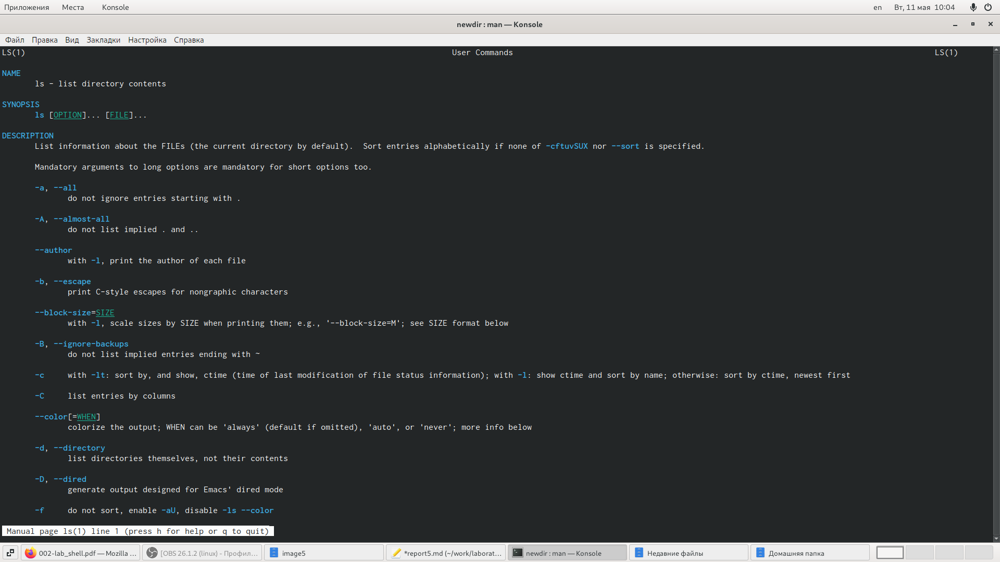 Приложения Места Konsole en Вт, 11 мая 10:04
newdir : man — Konsole
Файл Правка Вид Закладки Настройка Справка
LS(1) User Commands LS(1)
NAME
ls - list directory contents
SYNOPSIS
ls [OPTION]... [FILE]...
DESCRIPTION
List information about the FILEs (the current directory by default).  Sort entries alphabetically if none of -cftuvSUX nor --sort is specified.
Mandatory arguments to long options are mandatory for short options too.
-a, --all
do not ignore entries starting with .
-A, --almost-all
do not list implied . and ..
--author
with -l, print the author of each file
-b, --escape
print C-style escapes for nongraphic characters
--block-size=SIZE
with -l, scale sizes by SIZE when printing them; e.g., '--block-size=M'; see SIZE format below
-B, --ignore-backups
do not list implied entries ending with ~
-c with -lt: sort by, and show, ctime (time of last modification of file status information); with -l: show ctime and sort by name; otherwise: sort by ctime, newest first
-C list entries by columns
--color[=WHEN]
colorize the output; WHEN can be 'always' (default if omitted), 'auto', or 'never'; more info below
-d, --directory
list directories themselves, not their contents
-D, --dired
generate output designed for Emacs' dired mode
-f do not sort, enable -aU, disable -ls --color
Manual page ls(1) line 1 (press h for help or q to quit)
002-lab_shell.pdf — Mozilla ... [OBS 26.1.2 (linux) - Профил... image5 *report5.md (~/work/laborat... newdir : man — Konsole Недавние файлы Домашняя папка